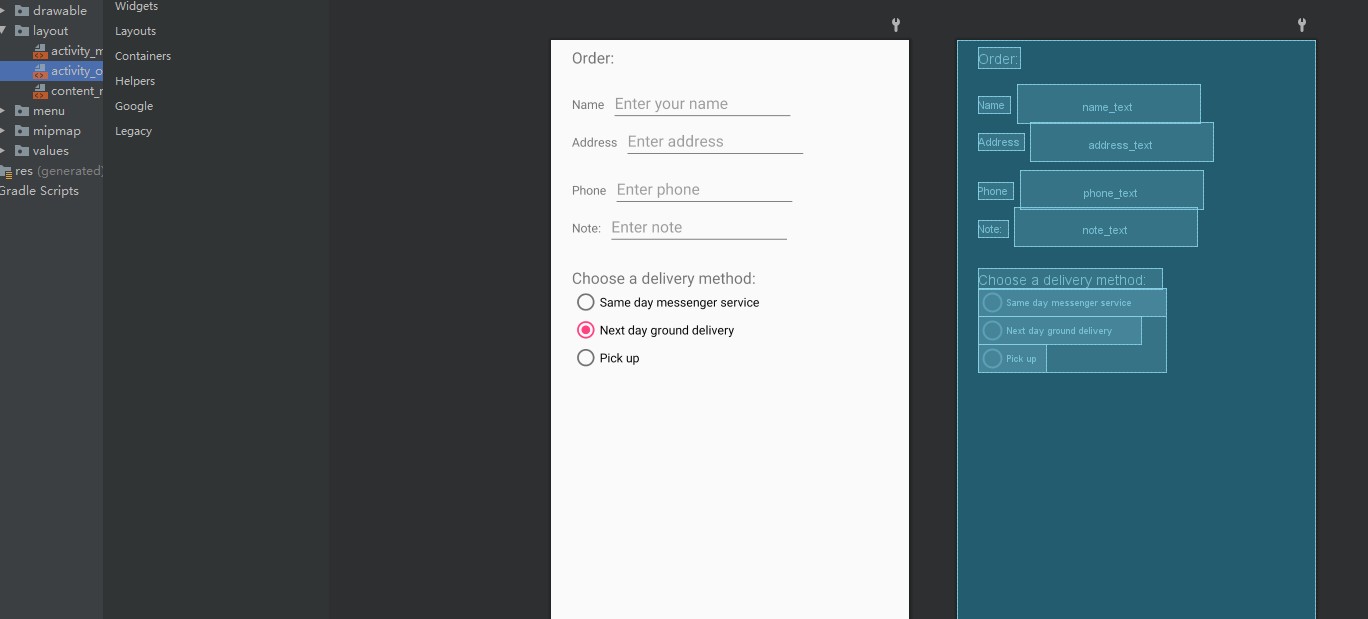 drawable
layout
activity_m
activity_o
content_r
menu
mipmap
values
res (generated)
Gradle Scripts
Widgets
Layouts
Containers
Helpers
Google
Legacy
Order:
Name Enter your name
Address Enter address
Phone Enter phone
Note: Enter note
Choose a delivery method:
Same day messenger service
Next day ground delivery
Pick up
Order:
Name name_text
Address address_text
Phone phone_text
Note: note_text
Choose a delivery method:
Same day messenger service
Next day ground delivery
Pick up